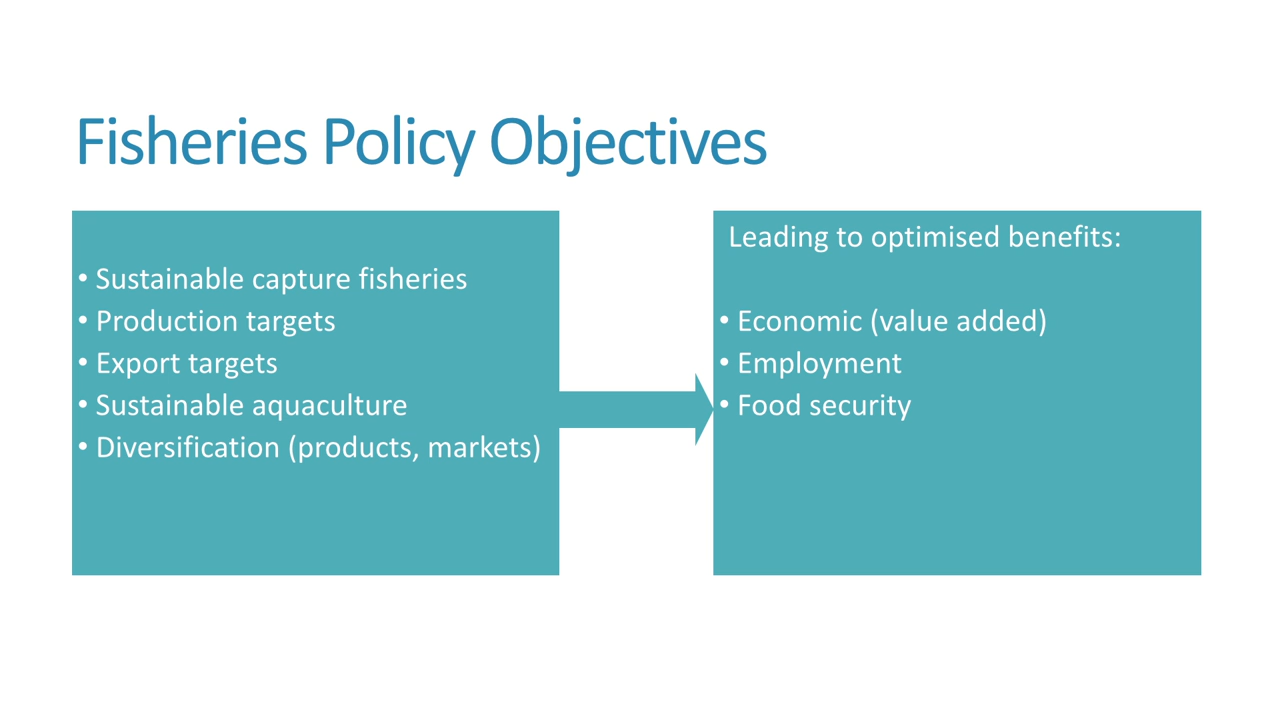 Fisheries Policy Objectives
• Sustainable capture fisheries
• Production targets
• Export targets
• Sustainable aquaculture
• Diversification (products, markets)
Leading to optimised benefits:
• Economic (value added)
• Employment
• Food security